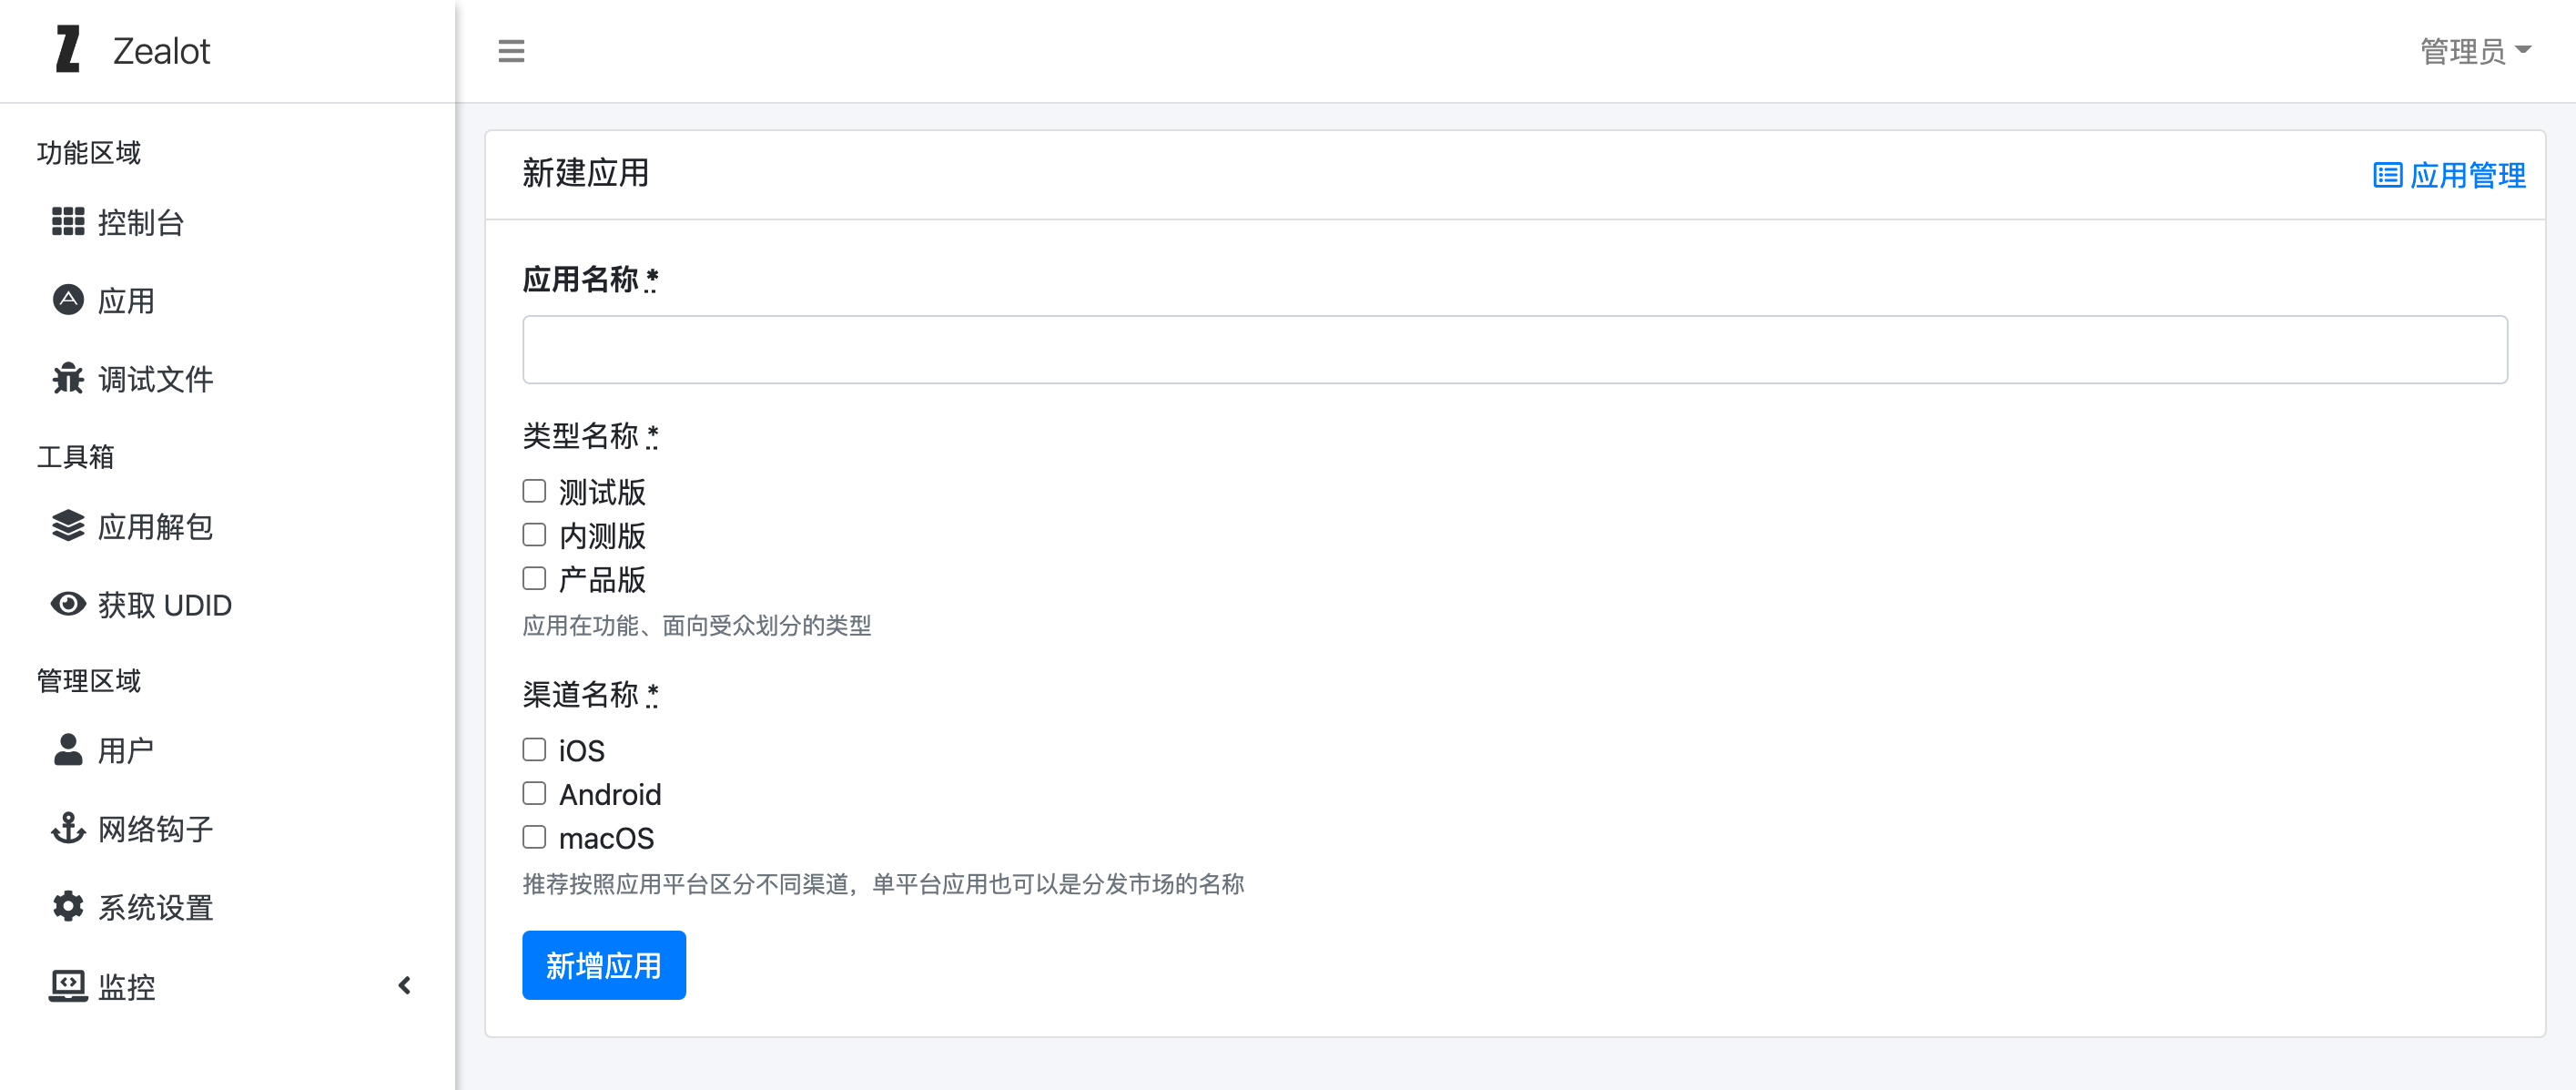 Z Zealot
管理员
功能区域
控制台
应用
调试文件
工具箱
应用解包
获取 UDID
管理区域
用户
网络钩子
系统设置
监控
新建应用
应用管理
应用名称 *
类型名称 *
测试版
内测版
产品版
应用在功能、面向受众划分的类型
渠道名称 *
iOS
Android
macOS
推荐按照应用平台区分不同渠道，单平台应用也可以是分发市场的名称
新增应用